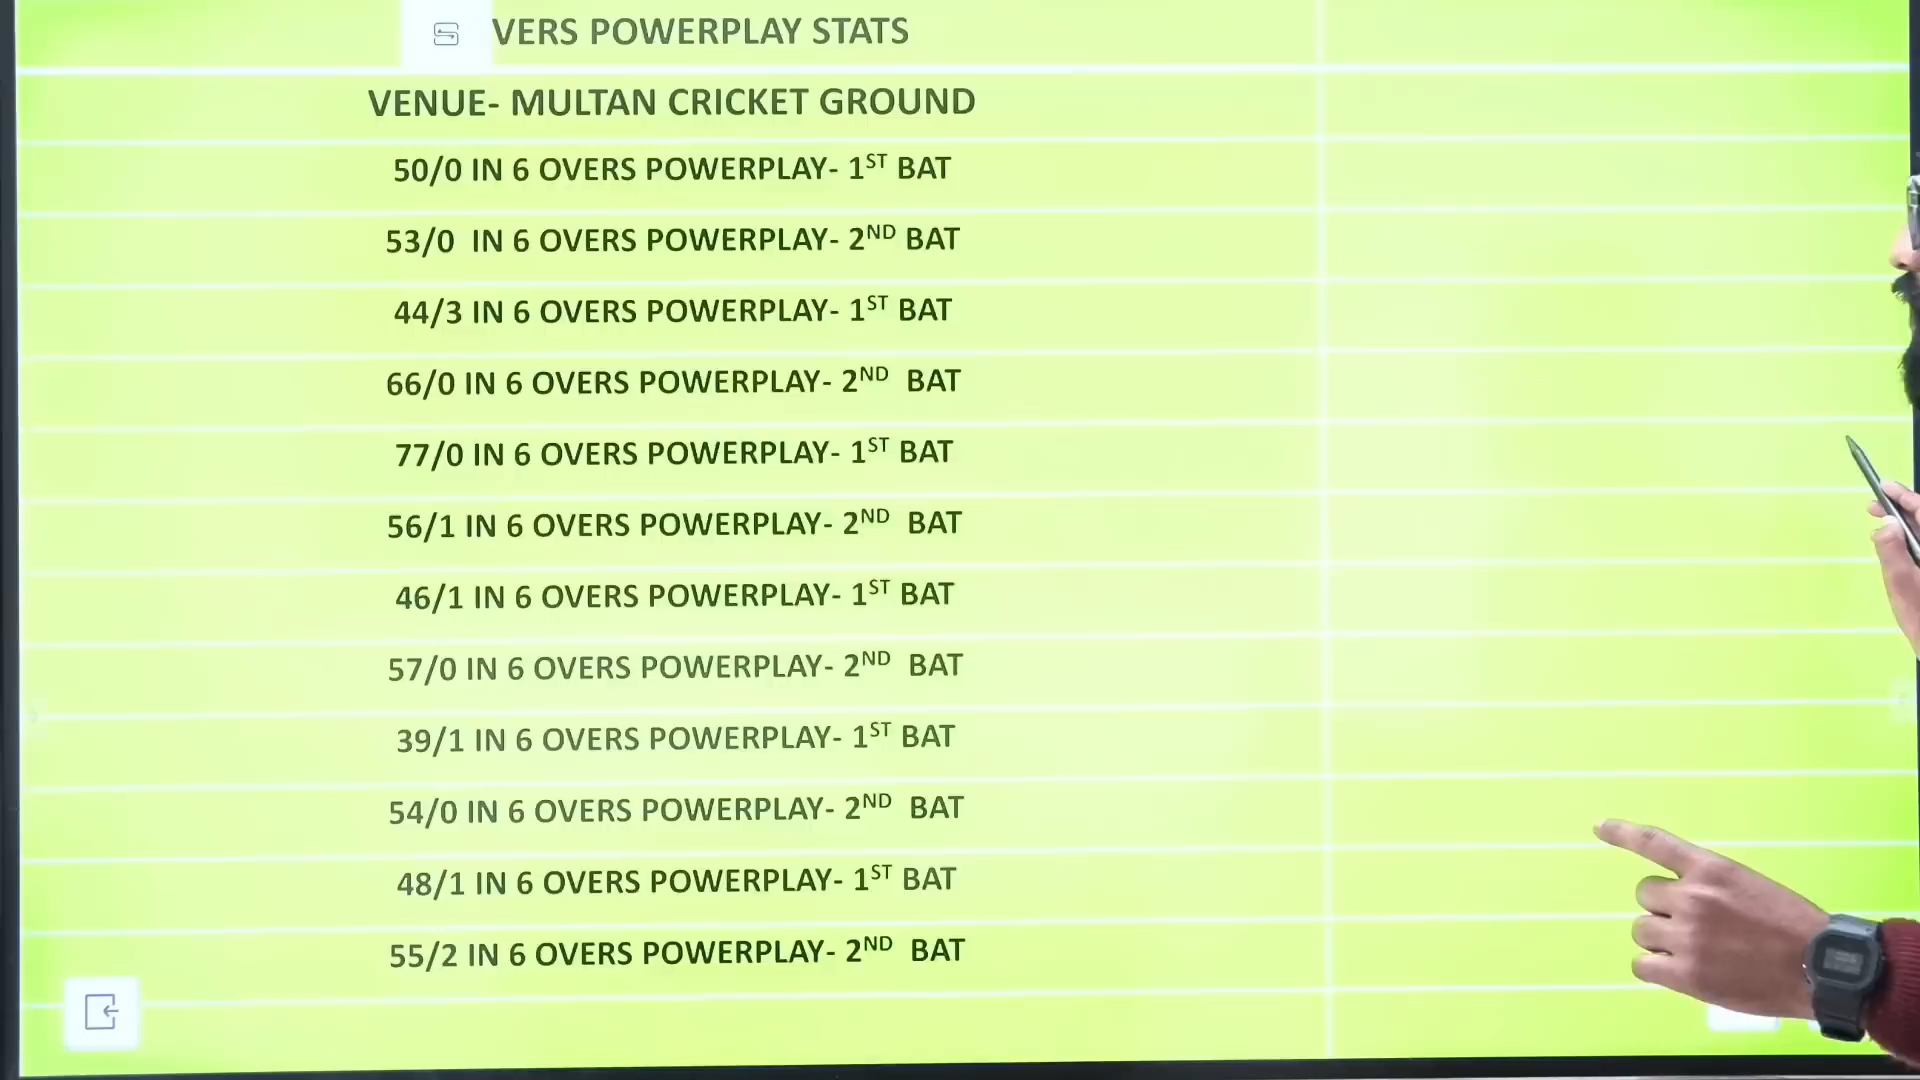 VERS POWERPLAY STATS
VENUE- MULTAN CRICKET GROUND
50/0 IN 6 OVERS POWERPLAY- 1ST BAT
53/0 IN 6 OVERS POWERPLAY- 2ND BAT
44/3 IN 6 OVERS POWERPLAY- 1ST BAT
66/0 IN 6 OVERS POWERPLAY- 2ND BAT
77/0 IN 6 OVERS POWERPLAY- 1ST BAT
56/1 IN 6 OVERS POWERPLAY- 2ND BAT
46/1 IN 6 OVERS POWERPLAY- 1ST BAT
57/0 IN 6 OVERS POWERPLAY- 2ND BAT
39/1 IN 6 OVERS POWERPLAY- 1ST BAT
54/0 IN 6 OVERS POWERPLAY- 2ND BAT
48/1 IN 6 OVERS POWERPLAY- 1ST BAT
55/2 IN 6 OVERS POWERPLAY- 2ND BAT